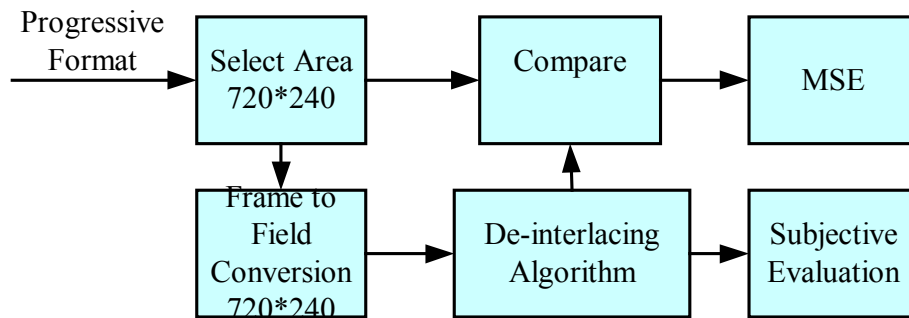 Progressive
Format
Select Area
720*240
Compare
MSE
Frame to
Field
Conversion
720*240
De-interlacing
Algorithm
Subjective
Evaluation